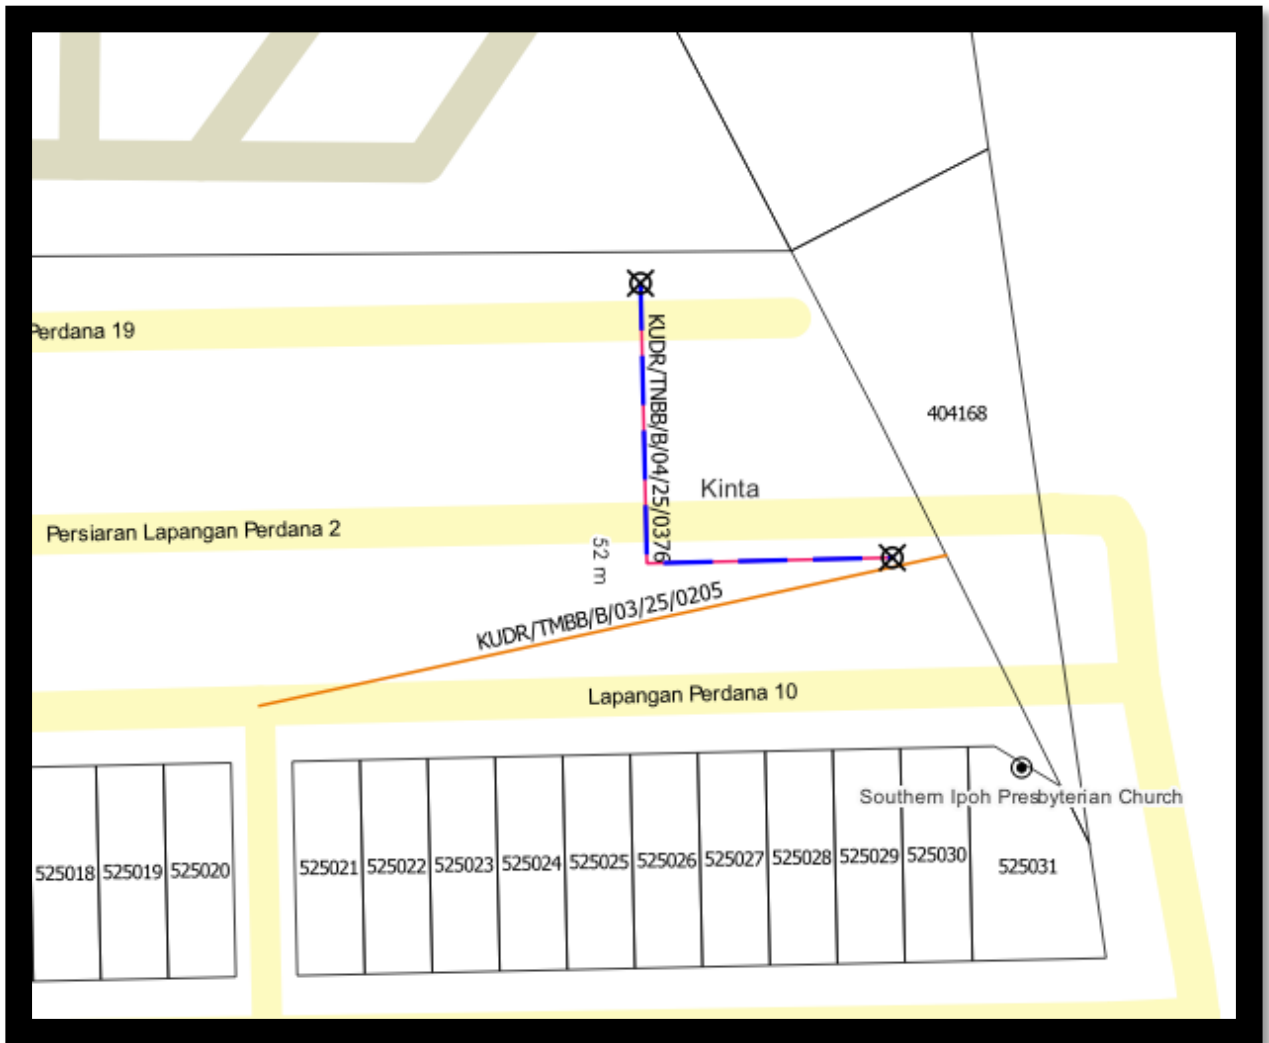 Perdana 19
KUDR/TNBB/B/04/25/0376
404168
Kinta
Persiaran Lapangan Perdana 2
52 m
KUDR/TMBB/B/03/25/0205
Lapangan Perdana 10
Southern Ipoh Presbyterian Church
525018
525019
525020
525021
525022
525023
525024
525025
525026
525027
525028
525029
525030
525031